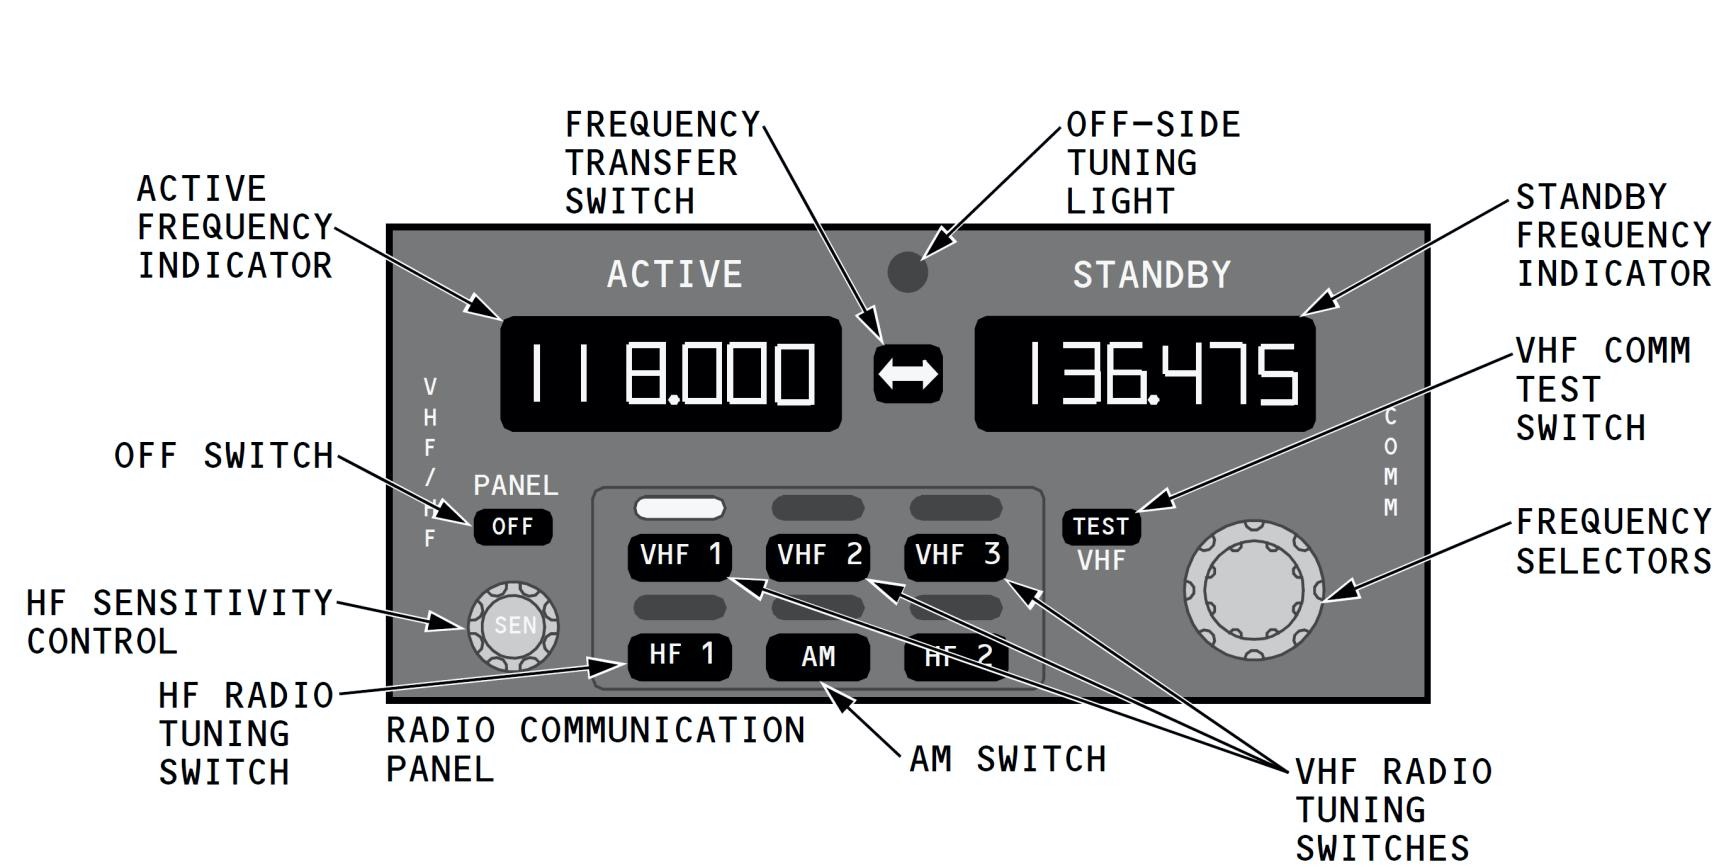 FREQUENCY
TRANSFER
SWITCH
OFF-SIDE
TUNING
LIGHT
ACTIVE
FREQUENCY
INDICATOR
STANDBY
FREQUENCY
INDICATOR
ACTIVE
STANDBY
118.000
136.475
VHF COMM
TEST
SWITCH
VHF/HF
COMM
OFF SWITCH
PANEL
OFF
TEST
VHF
VHF 1
VHF 2
VHF 3
FREQUENCY
SELECTORS
HF SENSITIVITY
CONTROL
SEN
HF 1
AM
HF 2
HF RADIO
TUNING
SWITCH
RADIO COMMUNICATION
PANEL
AM SWITCH
VHF RADIO
TUNING
SWITCHES